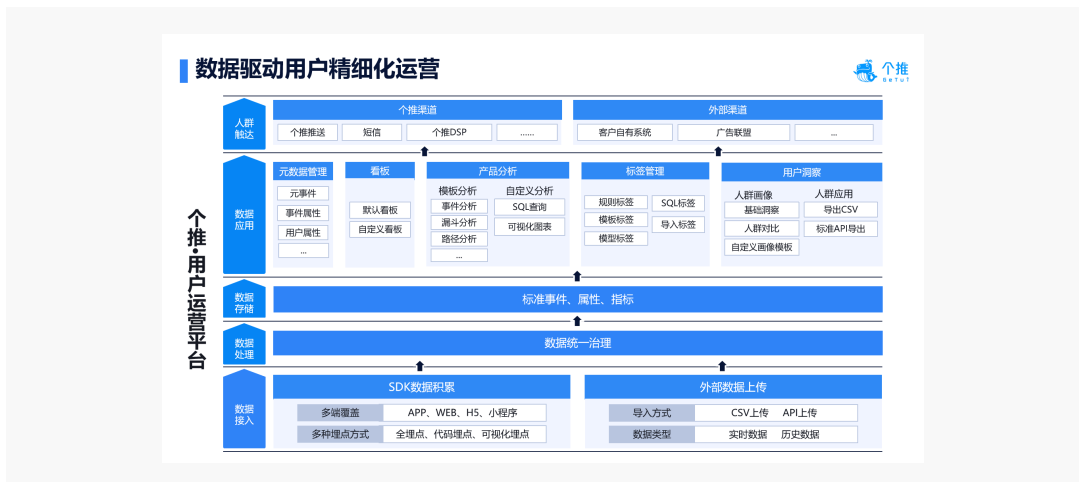 数据驱动用户精细化运营
个推
GeTui
个推·用户运营平台
人群
触达
个推渠道
个推推送
短信
个推DSP
......
外部渠道
客户自有系统
广告联盟
...
数据
应用
元数据管理
元事件
事件属性
用户属性
...
看板
默认看板
自定义看板
产品分析
模板分析
事件分析
漏斗分析
路径分析
...
自定义分析
SQL查询
可视化图表
标签管理
规则标签
模板标签
模型标签
SQL标签
导入标签
用户洞察
人群画像
基础洞察
人群对比
自定义画像模板
人群应用
导出CSV
标准API导出
数据
存储
标准事件、属性、指标
数据
处理
数据统一治理
数据
接入
SDK数据积累
多端覆盖
APP、WEB、H5、小程序
多种埋点方式
全埋点、代码埋点、可视化埋点
外部数据上传
导入方式
CSV上传 API上传
数据类型
实时数据 历史数据